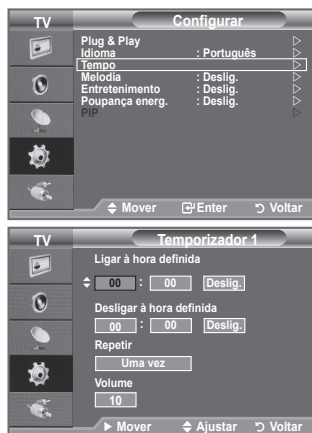 TV Configurar
Plug & Play
Idioma : Português
Tempo
Melodia : Deslig.
Entretenimento : Deslig.
Poupança energ. : Deslig.
PIP
Mover Enter Voltar
TV Temporizador 1
Ligar à hora definida
00 : 00 Deslig.
Desligar à hora definida
00 : 00 Deslig.
Repetir
Uma vez
Volume
10
Mover Ajustar Voltar